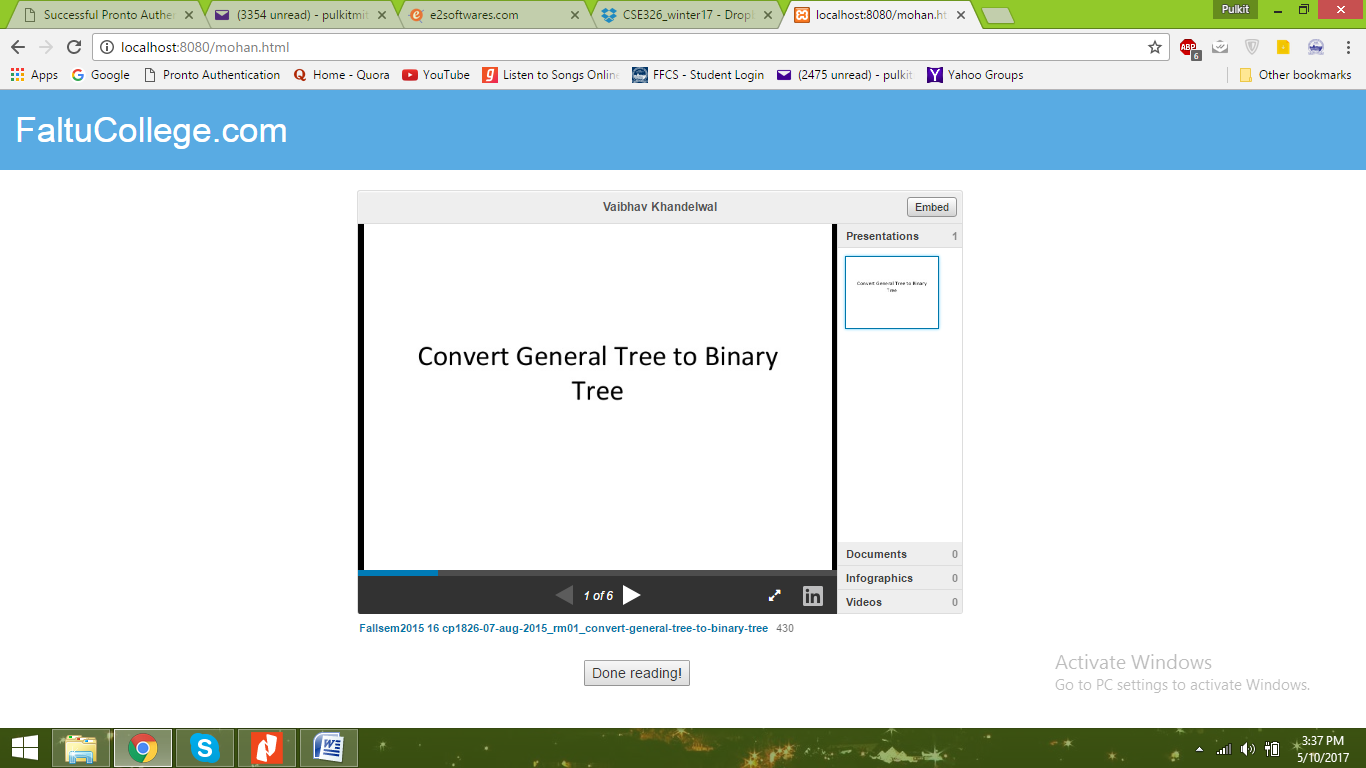 Successful Pronto Authe
(3354 unread) - pulkitmit
e2softwares.com
CSE326_winter17 - Drop
localhost:8080/mohan.ht
Pulkit
localhost:8080/mohan.html
ABP
6
Apps
Google
Pronto Authentication
Home - Quora
YouTube
Listen to Songs Online
FFCS - Student Login
(2475 unread) - pulkit
Yahoo Groups
Other bookmarks
FaltuCollege.com
Vaibhav Khandelwal
Embed
Presentations 1
Convert General Tree to Binary
Tree
Convert General Tree to Binary
Tree
Documents 0
Infographics 0
Videos 0
1 of 6
in
Fallsem2015 16 cp1826-07-aug-2015_rm01_convert-general-tree-to-binary-tree 430
Done reading!
Activate Windows
Go to PC settings to activate Windows.
3:37 PM
5/10/2017